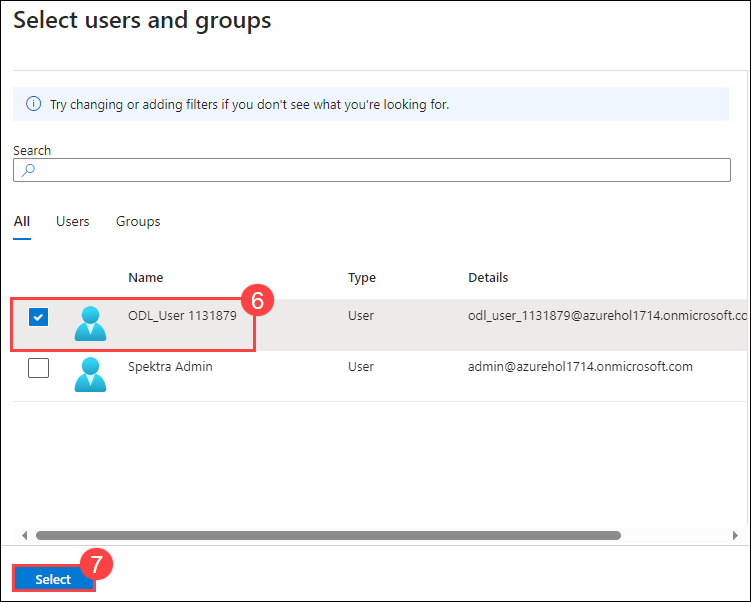 Select users and groups
Try changing or adding filters if you don't see what you're looking for.
Search
All Users Groups
Name Type Details
6
ODL_User 1131879 User odl_user_1131879@azurehol1714.onmicrosoft.co
Spektra Admin User admin@azurehol1714.onmicrosoft.com
7
Select